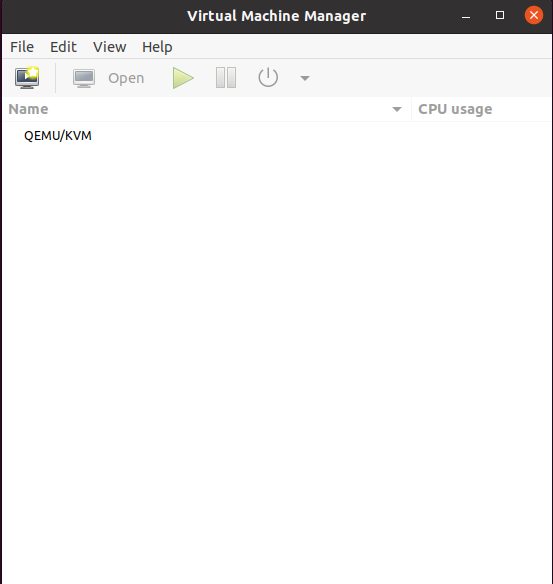 Virtual Machine Manager
File Edit View Help
Open
Name CPU usage
QEMU/KVM